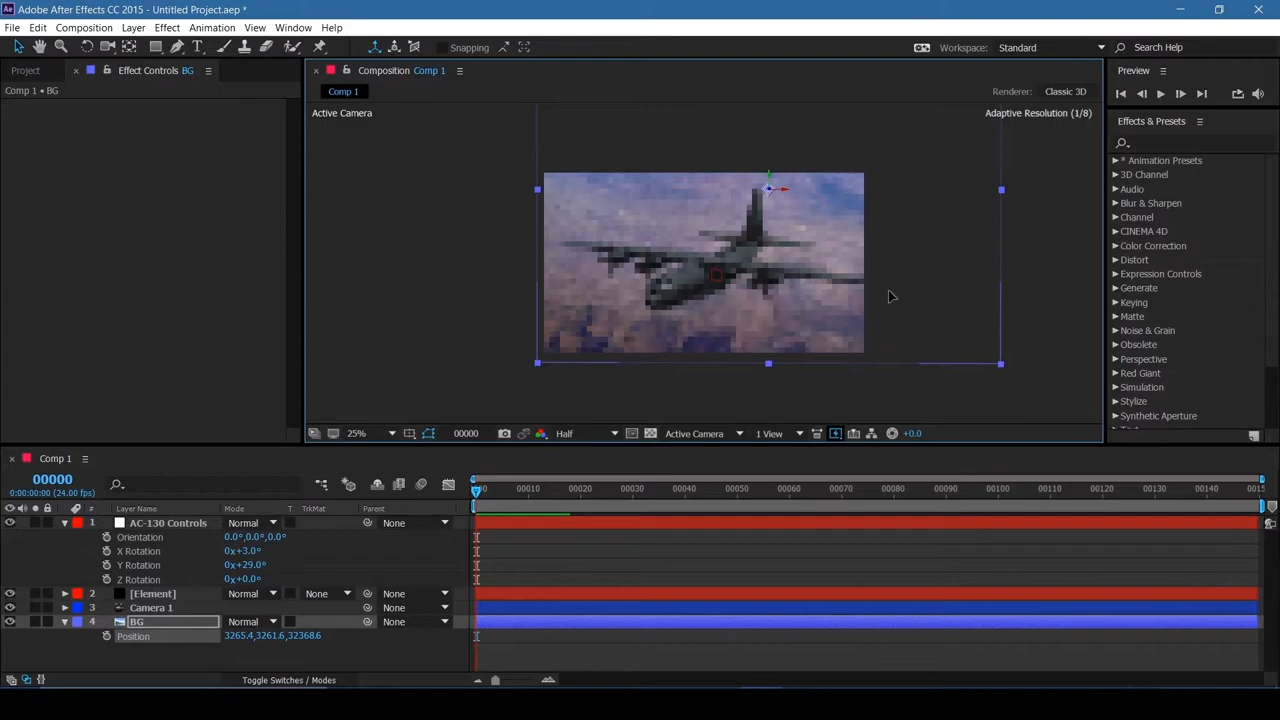 Adobe After Effects CC 2015 - Untitled Project.aep *
File Edit Composition Layer Effect Animation View Window Help
Snapping
Workspace: Standard
Search Help
Project
Effect Controls BG
Composition Comp 1
Preview
Comp 1 • BG
Comp 1
Renderer: Classic 3D
Active Camera
Adaptive Resolution (1/8)
Effects & Presets
* Animation Presets
3D Channel
Audio
Blur & Sharpen
Channel
CINEMA 4D
Color Correction
Distort
Expression Controls
Generate
Keying
Matte
Noise & Grain
Obsolete
Perspective
Red Giant
Simulation
Stylize
Synthetic Aperture
Text
25%
00000
Half
Active Camera
1 View
+0.0
Comp 1
00000
0:00:00:00 (24.00 fps)
# Layer Name Mode T TrkMat Parent
00010 00020 00030 00040 00050 00060 00070 00080 00090 00100 00110 00120 00130 00140
1 AC-130 Controls Normal None
Orientation 0.0°,0.0°,0.0°
X Rotation 0x+3.0°
Y Rotation 0x+29.0°
Z Rotation 0x+0.0°
2 [Element] Normal None None
3 Camera 1 None
4 BG Normal None
Position 3265.4,3261.6,32368.6
Toggle Switches / Modes